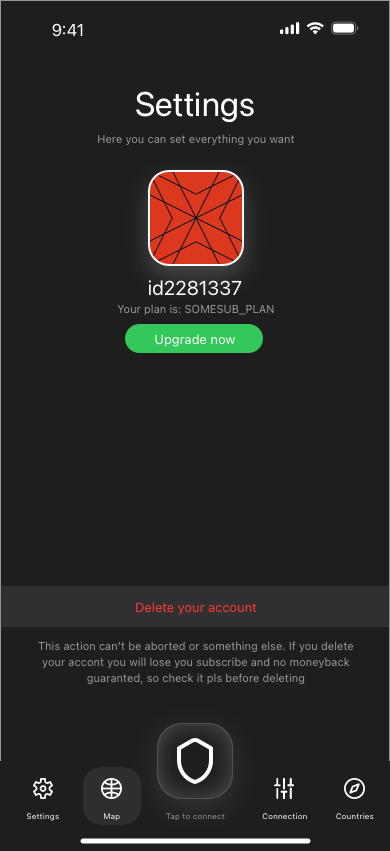 9:41
Settings
Here you can set everything you want
id2281337
Your plan is: SOMESUB_PLAN
Upgrade now
Delete your account
This action can't be aborted or something else. If you delete
your accont you will lose you subscribe and no moneyback
guaranted, so check it pls before deleting
Settings
Map
Tap to connect
Connection
Countries